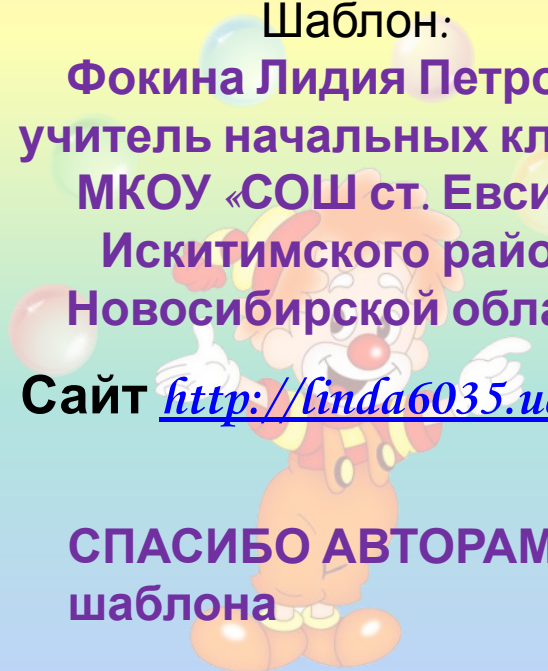 Шаблон:
Фокина Лидия Петро
учитель начальных кл
МКОУ «СОШ ст. Евси
Искитимского райо
Новосибирской обла
Сайт http://linda6035.u
СПАСИБО АВТОРАМ
шаблона